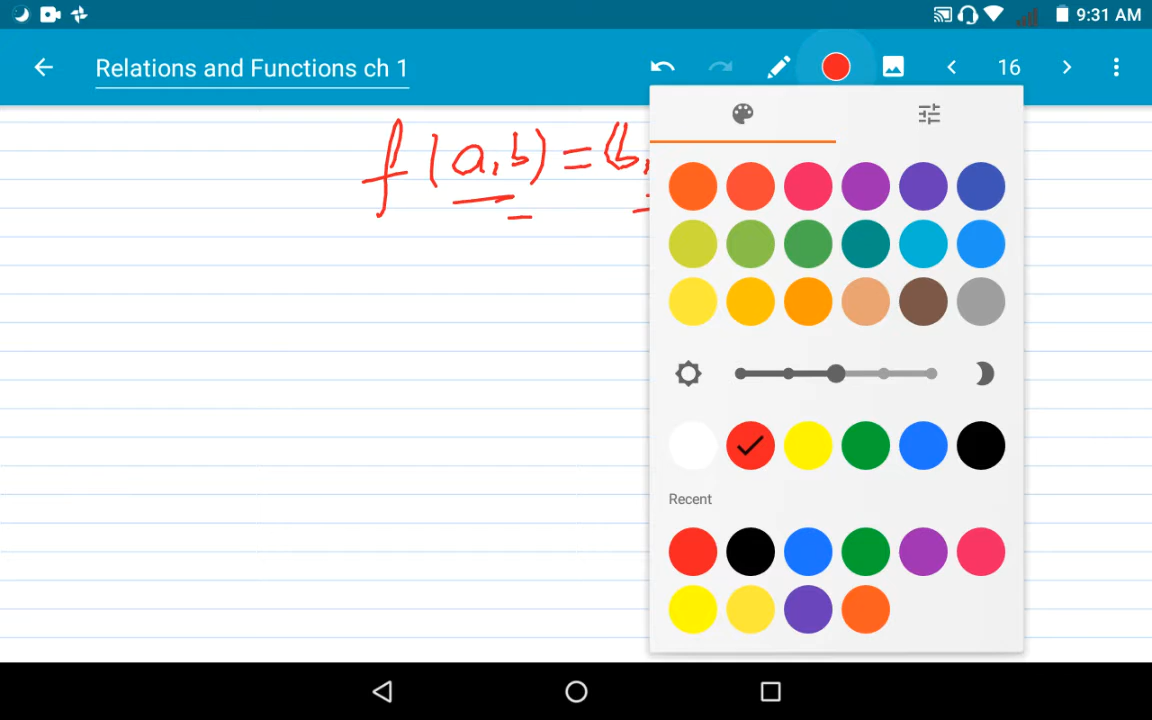 9:31 AM
Relations and Functions ch 1
16
f (a,b) = (b,
Recent